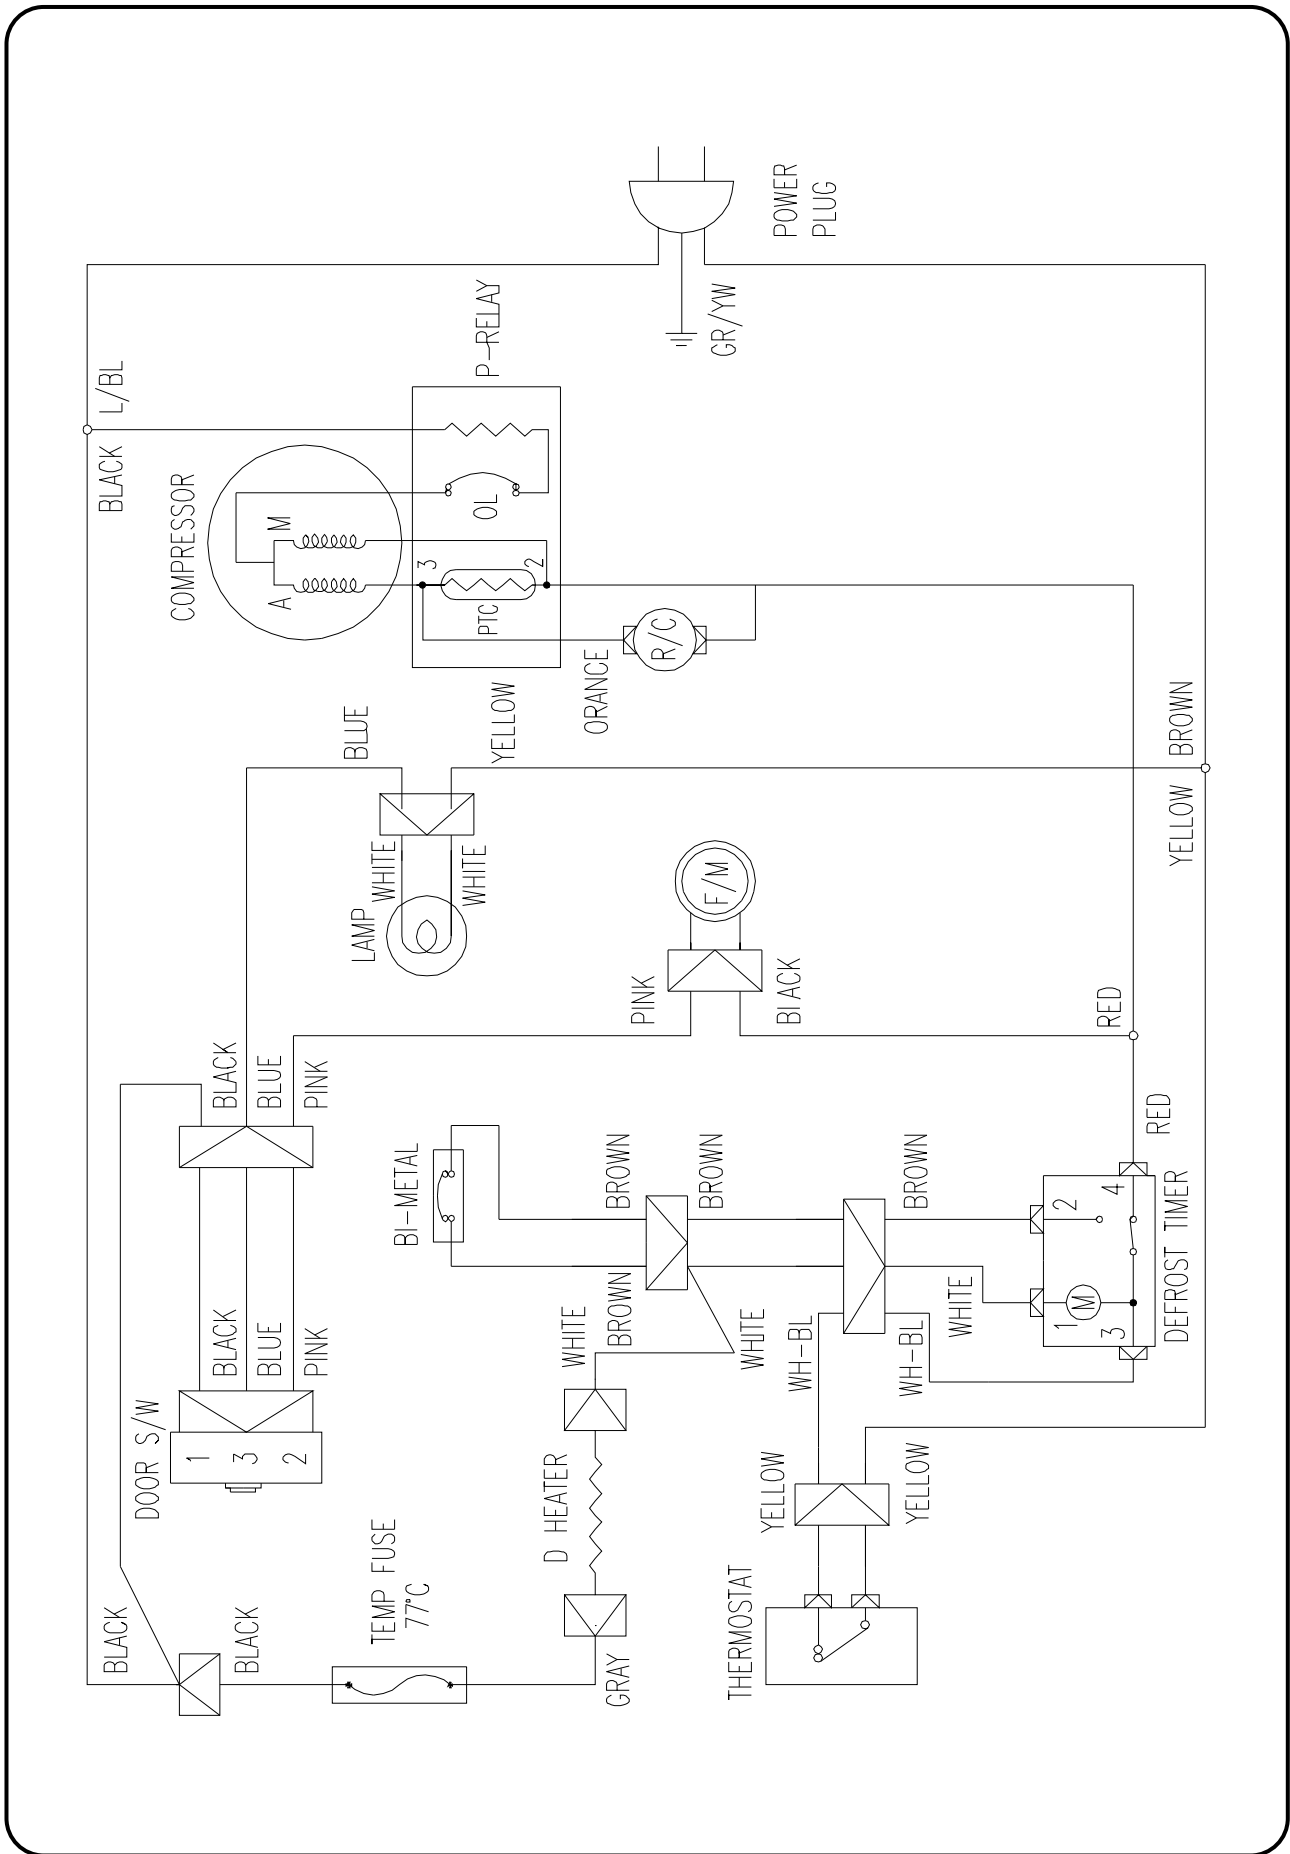 POWER
PLUG
GR/YW
P-RELAY
L/BL
BLACK
COMPRESSOR
M
A
OL
3
2
PTC
R/C
ORANGE
BLUE
YELLOW
BROWN
YELLOW
WHITE
WHITE
LAMP
F/M
PINK
BLACK
RED
BLACK
BLUE
PINK
RED
BI-METAL
BROWN
BROWN
BROWN
2
4
M
1
3
DEFROST TIMER
WHITE
BROWN
WHITE
WH-BL
WH-BL
WHITE
BLACK
BLUE
PINK
DOOR S/W
1
3
2
D HEATER
YELLOW
YELLOW
TEMP FUSE
77°C
THERMOSTAT
BLACK
BLACK
GRAY